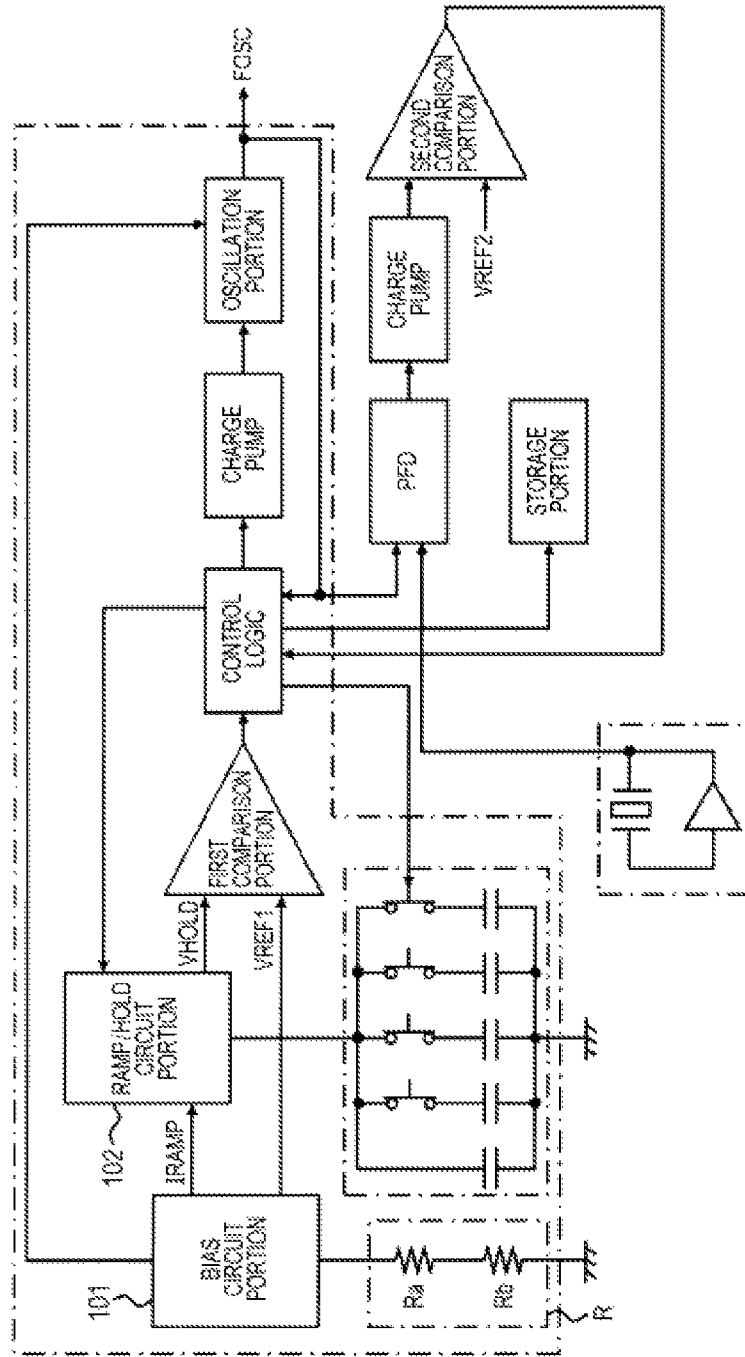 101
BIAS
CIRCUIT
PORTION
IRAMP
102
RAMP/HOLD
CIRCUIT
PORTION
VHOLD
VREF1
FIRST
COMPARISON
PORTION
CONTROL
LOGIC
CHARGE
PUMP
OSCILLATION
PORTION
FOSC
Ra
Rb
R
PFD
CHARGE
PUMP
VREF2
SECOND
COMPARISON
PORTION
STORAGE
PORTION